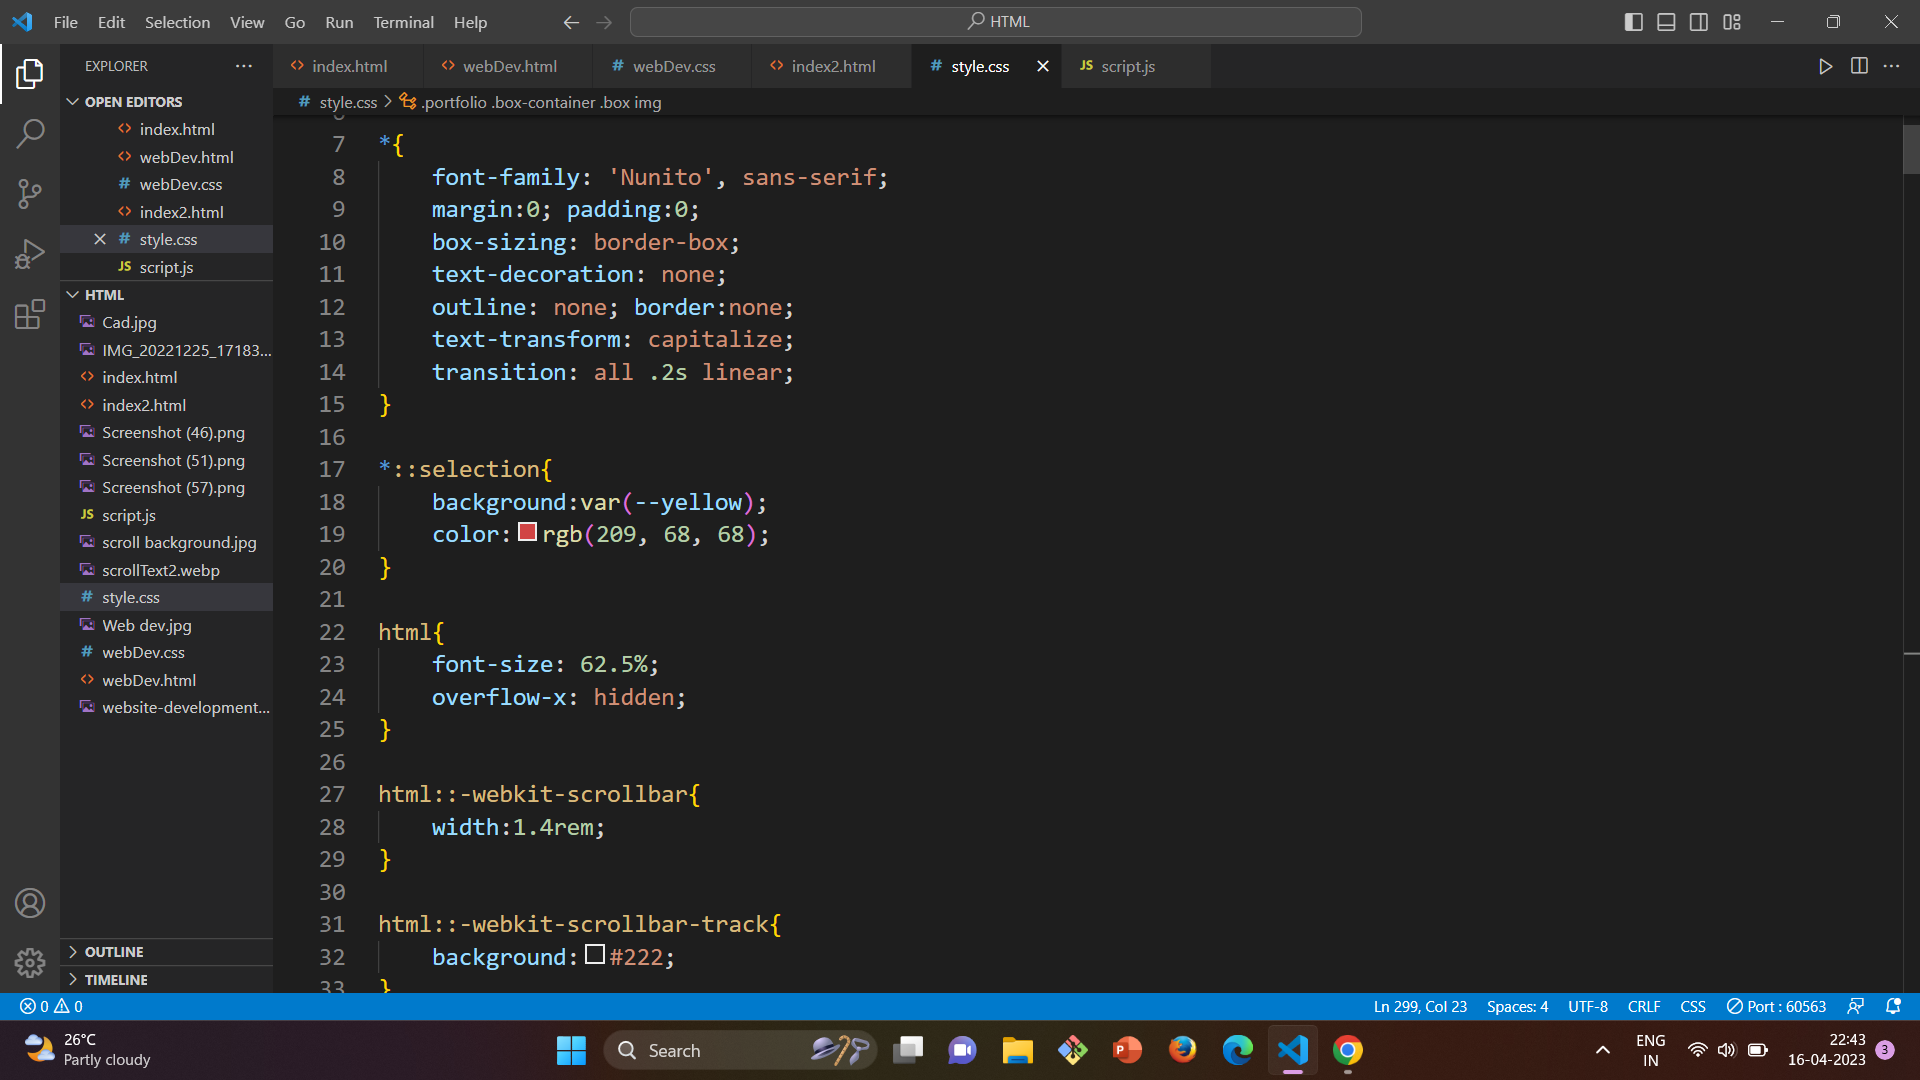 File Edit Selection View Go Run Terminal Help
HTML
EXPLORER
index.html
webDev.html
webDev.css
index2.html
style.css
JS script.js
OPEN EDITORS
index.html
webDev.html
# webDev.css
index2.html
# style.css
JS script.js
HTML
Cad.jpg
IMG_20221225_17183...
index.html
index2.html
Screenshot (46).png
Screenshot (51).png
Screenshot (57).png
JS script.js
scroll background.jpg
scrollText2.webp
# style.css
Web dev.jpg
# webDev.css
webDev.html
website-development...
OUTLINE
TIMELINE
# style.css > .portfolio .box-container .box img
7 *{
8 font-family: 'Nunito', sans-serif;
9 margin:0; padding:0;
10 box-sizing: border-box;
11 text-decoration: none;
12 outline: none; border:none;
13 text-transform: capitalize;
14 transition: all .2s linear;
15 }
16
17 *::selection{
18 background:var(--yellow);
19 color:rgb(209, 68, 68);
20 }
21
22 html{
23 font-size: 62.5%;
24 overflow-x: hidden;
25 }
26
27 html::-webkit-scrollbar{
28 width:1.4rem;
29 }
30
31 html::-webkit-scrollbar-track{
32 background:#222;
33 }
0 0
Ln 299, Col 23 Spaces: 4 UTF-8 CRLF CSS Port : 60563
26°C
Partly cloudy
Search
ENG
IN
22:43
16-04-2023
3